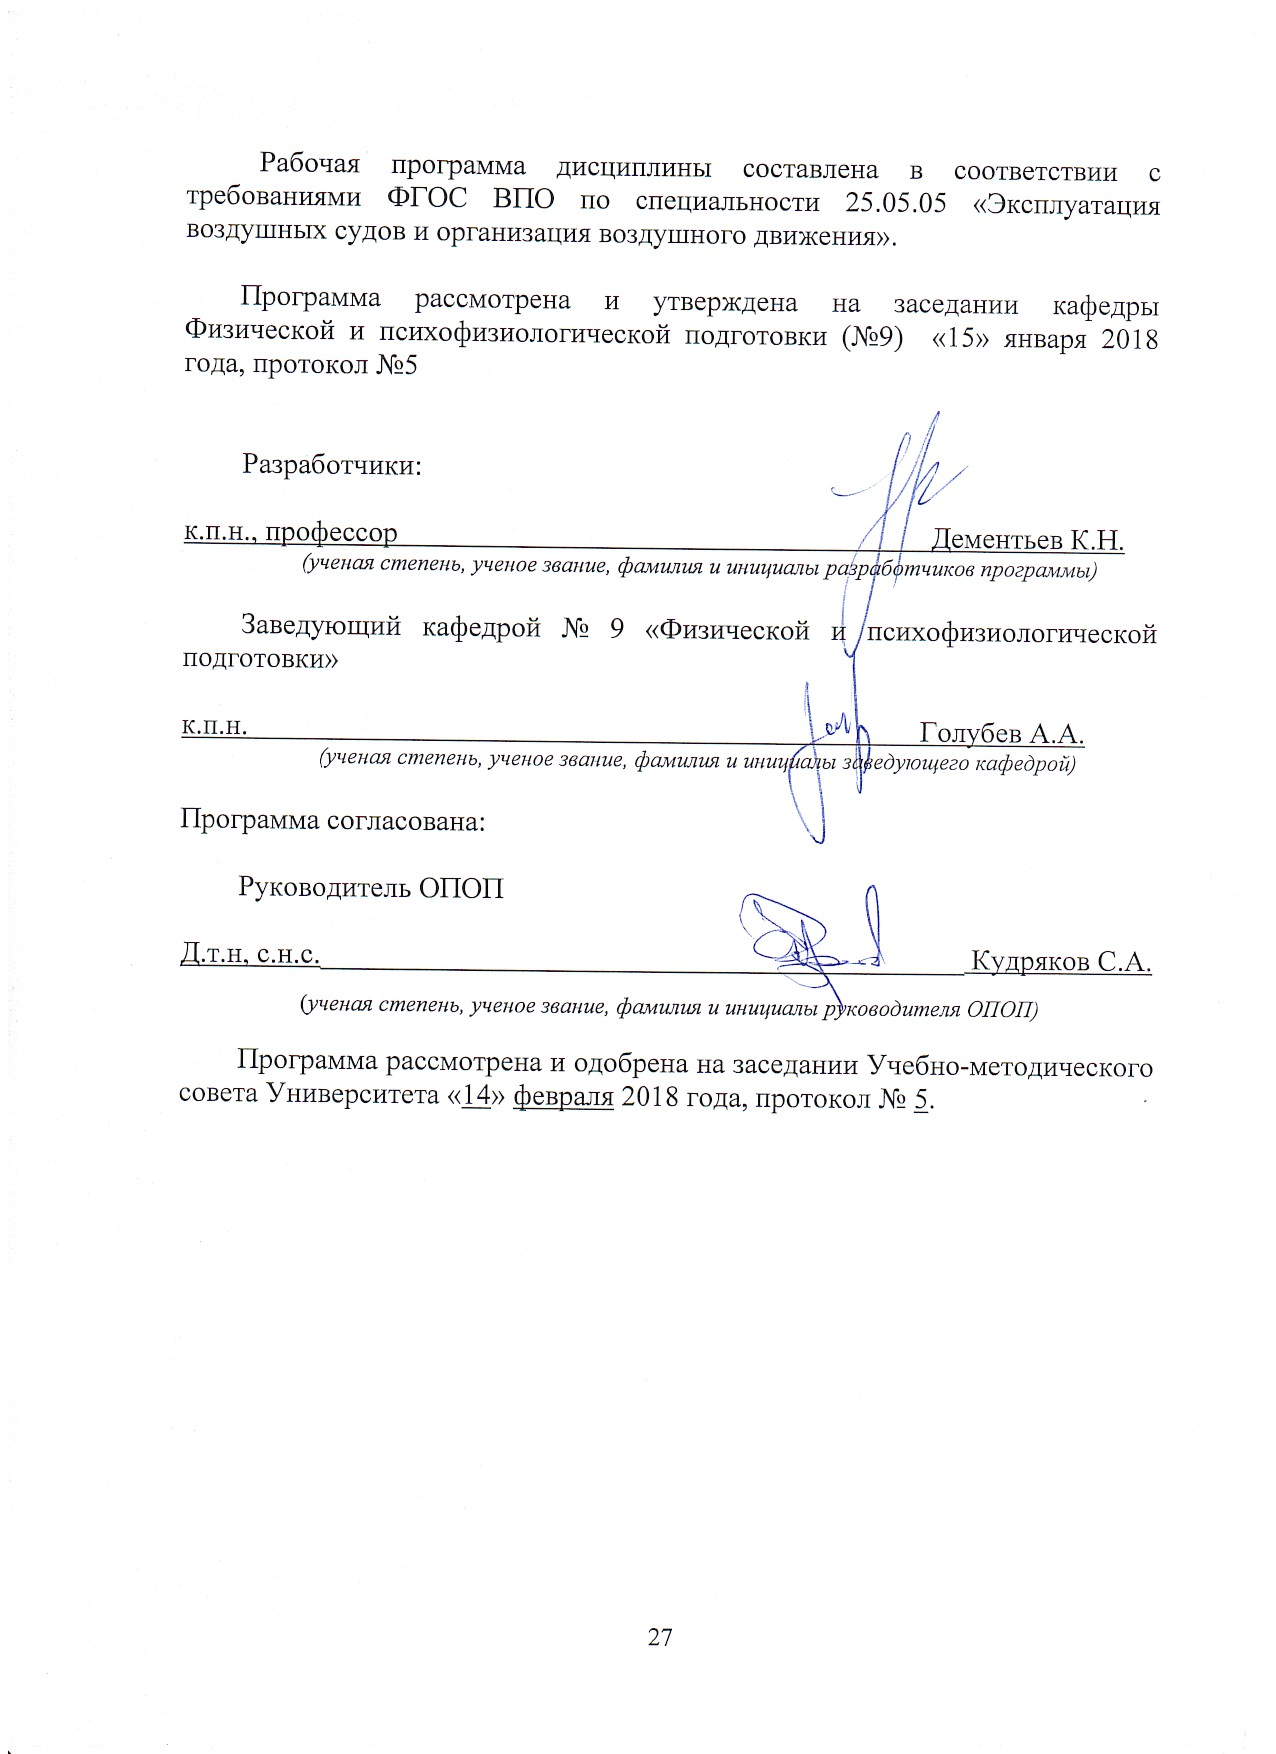 Рабочая программа дисциплины составлена в соответствии с
требованиями ФГОС ВПО по специальности 25.05.05 «Эксплуатация
воздушных судов и организация воздушного движения».
Программа рассмотрена и утверждена на заседании кафедры
Физической и психофизиологической подготовки (№9) «15» января 2018
года, протокол №5
Разработчики:
к.п.н., профессор Дементьев К.Н.
(ученая степень, ученое звание, фамилия и инициалы разработчиков программы)
Заведующий кафедрой № 9 «Физической и психофизиологической
подготовки»
к.п.н. Голубев А.А.
(ученая степень, ученое звание, фамилия и инициалы заведующего кафедрой)
Программа согласована:
Руководитель ОПОП
Д.т.н, с.н.с. Кудряков С.А.
(ученая степень, ученое звание, фамилия и инициалы руководителя ОПОП)
Программа рассмотрена и одобрена на заседании Учебно-методического
совета Университета «14» февраля 2018 года, протокол № 5.
27